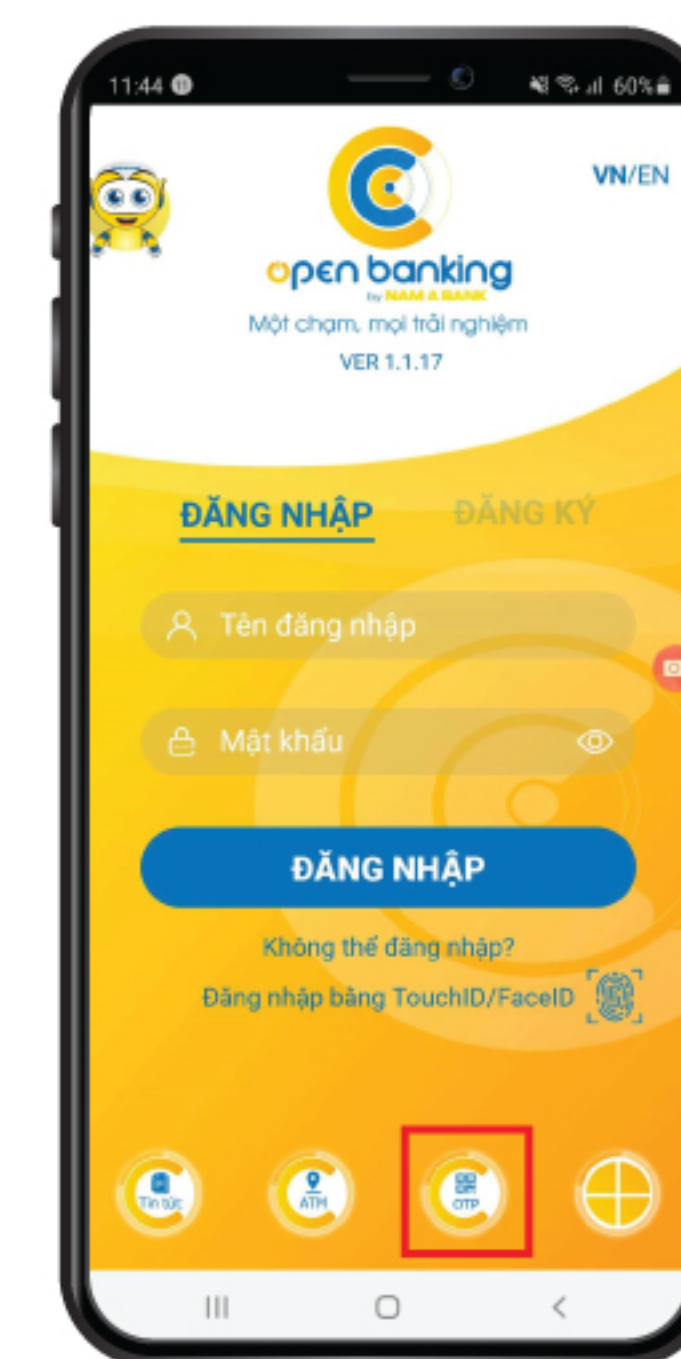 11:44
60%
VN/EN
open banking
by NAM A BANK
Một chạm, mọi trải nghiệm
VER 1.1.17
ĐĂNG NHẬP
ĐĂNG KÝ
Tên đăng nhập
Mật khẩu
ĐĂNG NHẬP
Không thể đăng nhập?
Đăng nhập bằng TouchID/FaceID
Tin tức
ATM
OTP